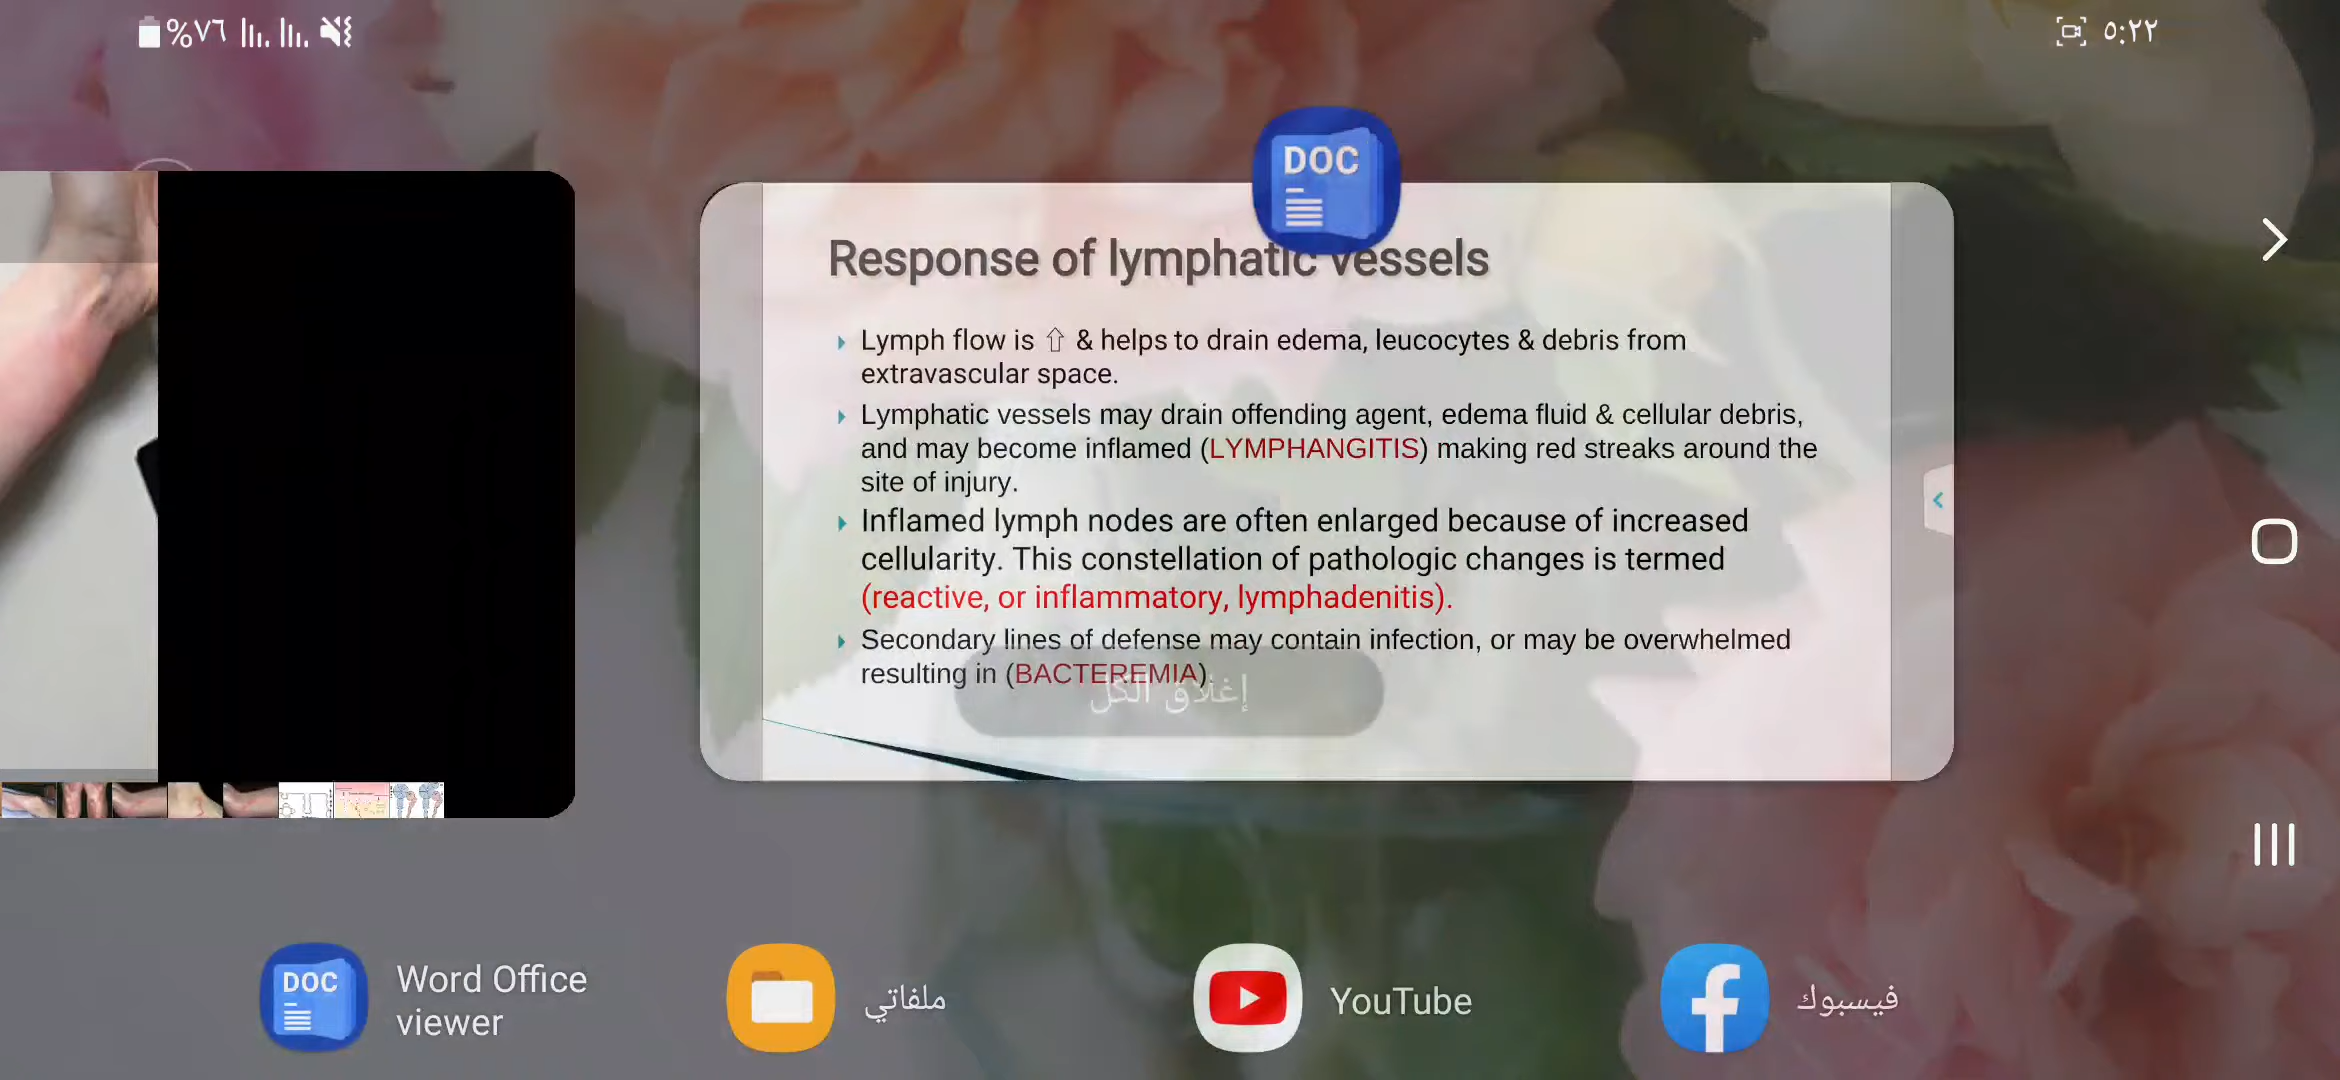 %٧٦
٥:٢٢
DOC
Response of lymphatic vessels
Lymph flow is ⇧ & helps to drain edema, leucocytes & debris from
extravascular space.
Lymphatic vessels may drain offending agent, edema fluid & cellular debris,
and may become inflamed (LYMPHANGITIS) making red streaks around the
site of injury.
Inflamed lymph nodes are often enlarged because of increased
cellularity. This constellation of pathologic changes is termed
(reactive, or inflammatory, lymphadenitis).
Secondary lines of defense may contain infection, or may be overwhelmed
resulting in (BACTEREMIA)
إغلاق الكل
DOC
Word Office
viewer
ملفاتي
YouTube
فيسبوك